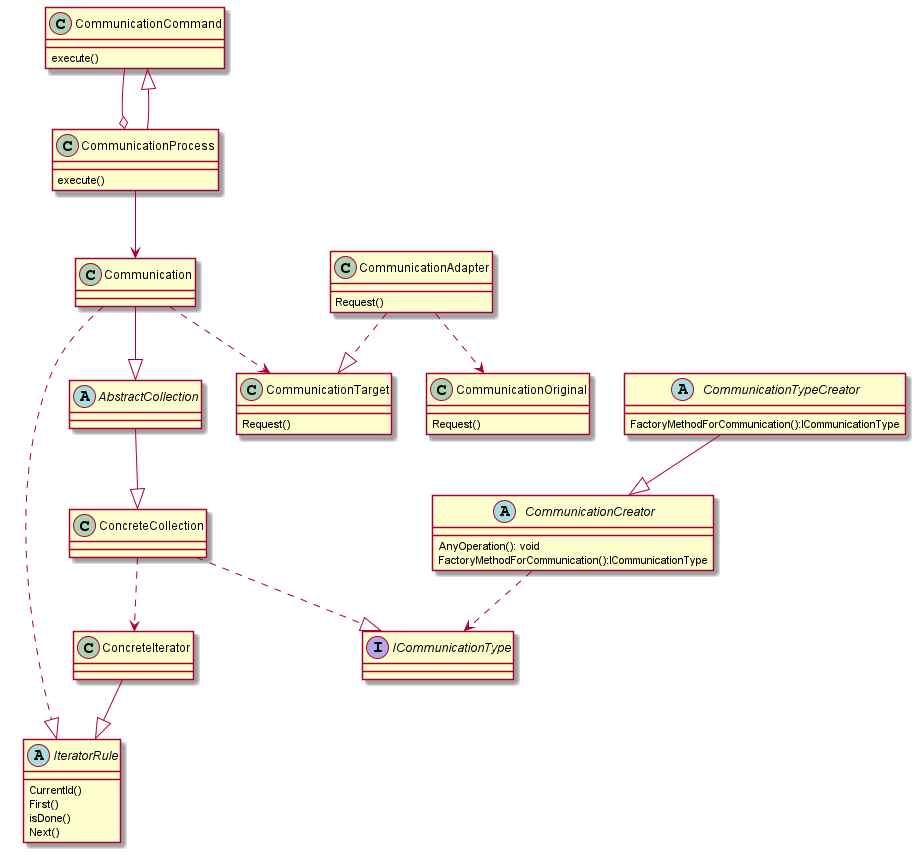 C CommunicationCommand
execute()
C CommunicationProcess
execute()
C Communication
C CommunicationAdapter
Request()
A AbstractCollection
C CommunicationTarget
Request()
C CommunicationOriginal
Request()
A CommunicationTypeCreator
FactoryMethodForCommunication():ICommunicationType
C ConcreteCollection
A CommunicationCreator
AnyOperation(): void
FactoryMethodForCommunication():ICommunicationType
C ConcreteIterator
I ICommunicationType
A IteratorRule
CurrentId()
First()
isDone()
Next()